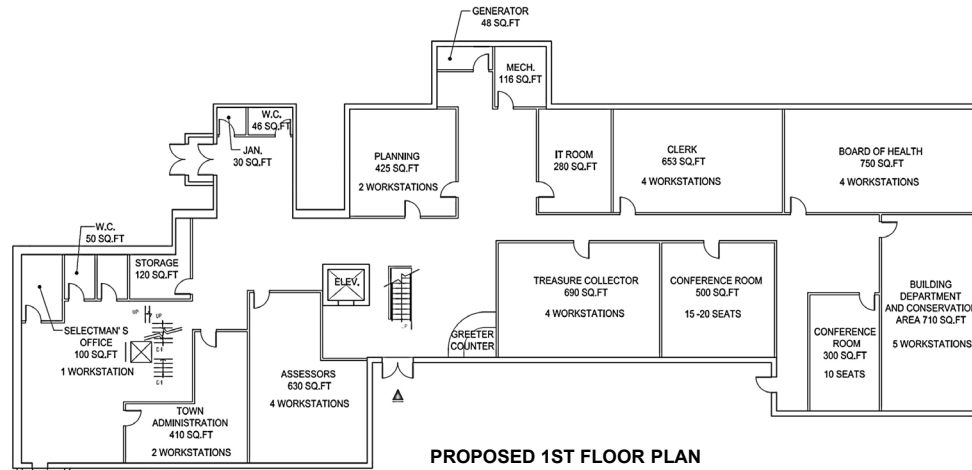 GENERATOR
48 SQ.FT
MECH.
116 SQ.FT
W.C.
46 SQ.FT
JAN.
30 SQ.FT
PLANNING
425 SQ.FT
2 WORKSTATIONS
IT ROOM
280 SQ.FT
CLERK
653 SQ.FT
4 WORKSTATIONS
BOARD OF HEALTH
750 SQ.FT
4 WORKSTATIONS
W.C.
50 SQ.FT
STORAGE
120 SQ.FT
ELEV.
UP
TREASURE COLLECTOR
690 SQ.FT
4 WORKSTATIONS
CONFERENCE ROOM
500 SQ.FT
15 -20 SEATS
BUILDING
DEPARTMENT
AND CONSERVATION
AREA 710 SQ.FT
5 WORKSTATIONS
UP
SELECTMAN' S
OFFICE
100 SQ.FT
1 WORKSTATION
GREETER
COUNTER
CONFERENCE
ROOM
300 SQ.FT
10 SEATS
ASSESSORS
630 SQ.FT
4 WORKSTATIONS
TOWN
ADMINISTRATION
410 SQ.FT
2 WORKSTATIONS
PROPOSED 1ST FLOOR PLAN